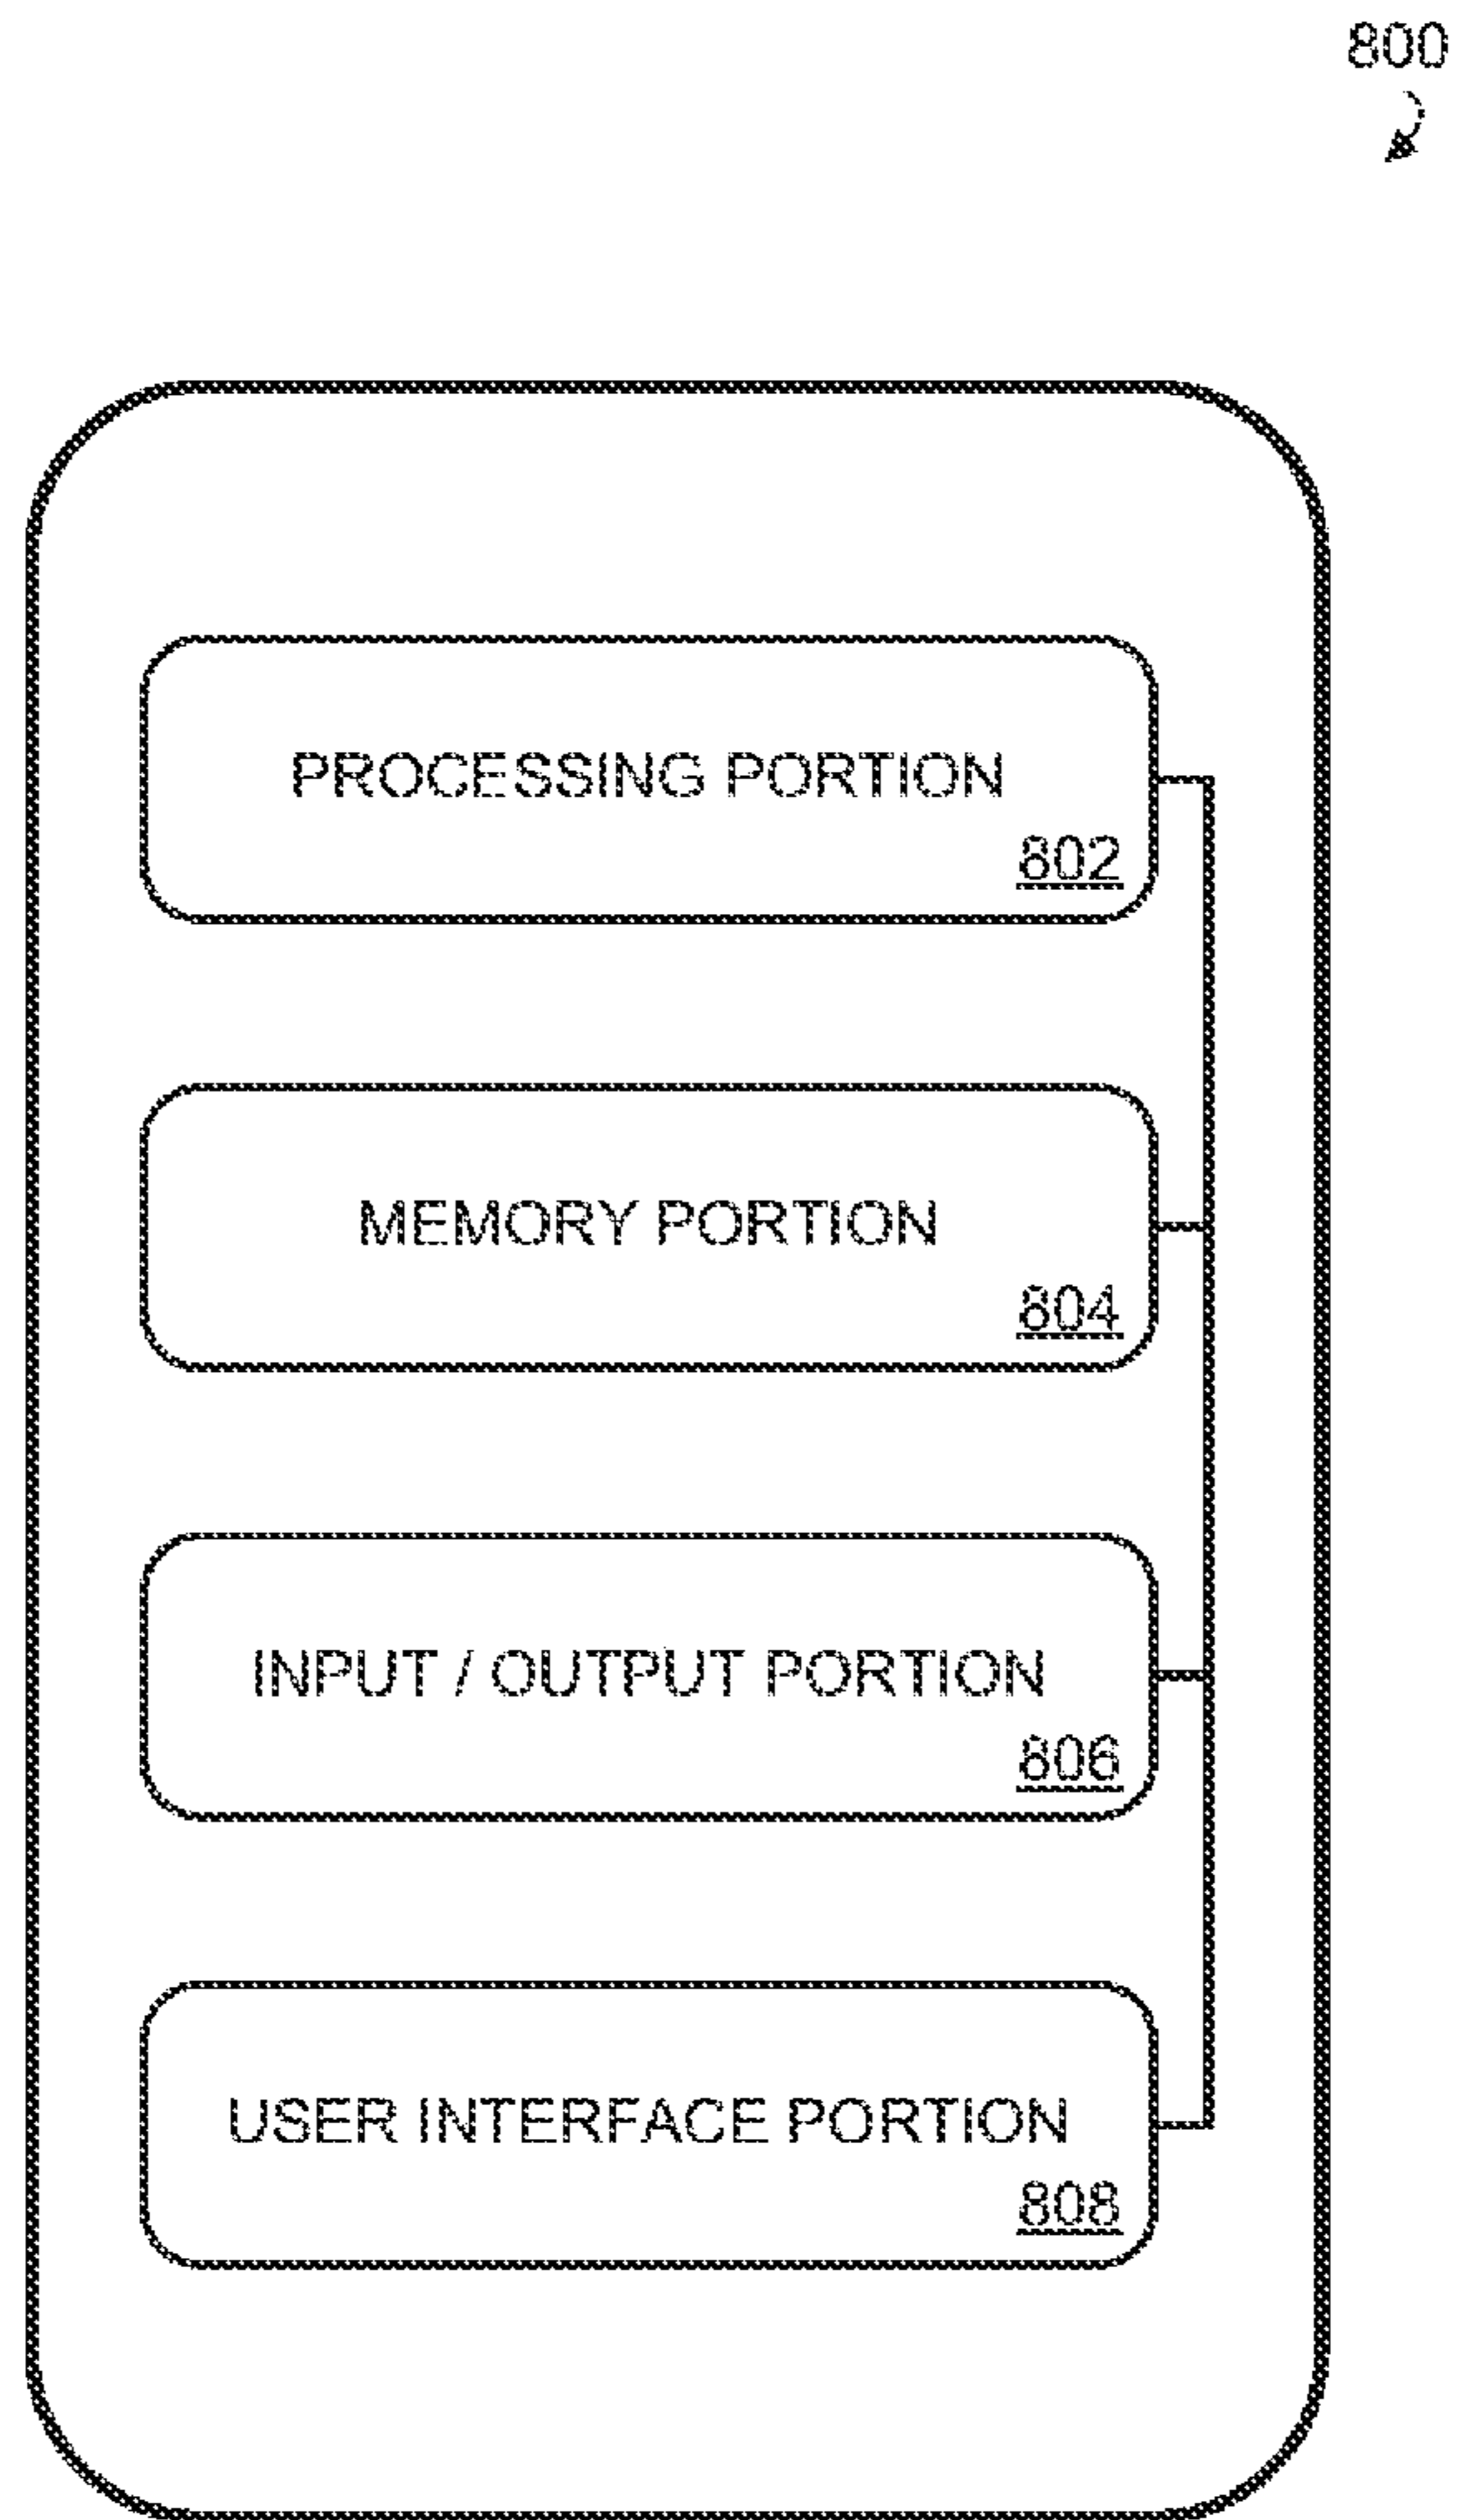 800
PROCESSING PORTION
802
MEMORY PORTION
804
INPUT / OUTPUT PORTION
806
USER INTERFACE PORTION
808